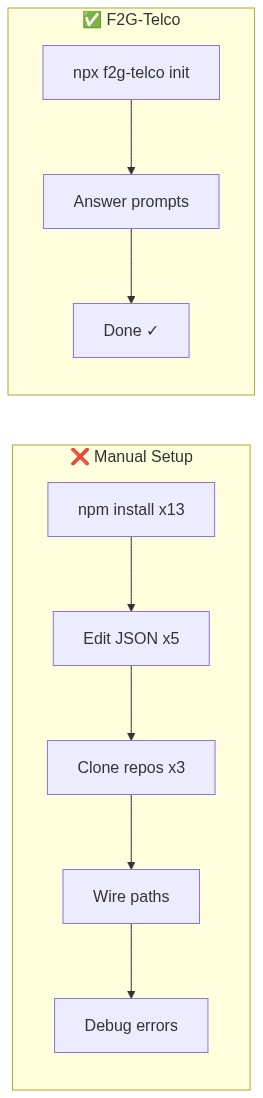 ✅ F2G-Telco
npx f2g-telco init
Answer prompts
Done ✓
❌ Manual Setup
npm install x13
Edit JSON x5
Clone repos x3
Wire paths
Debug errors